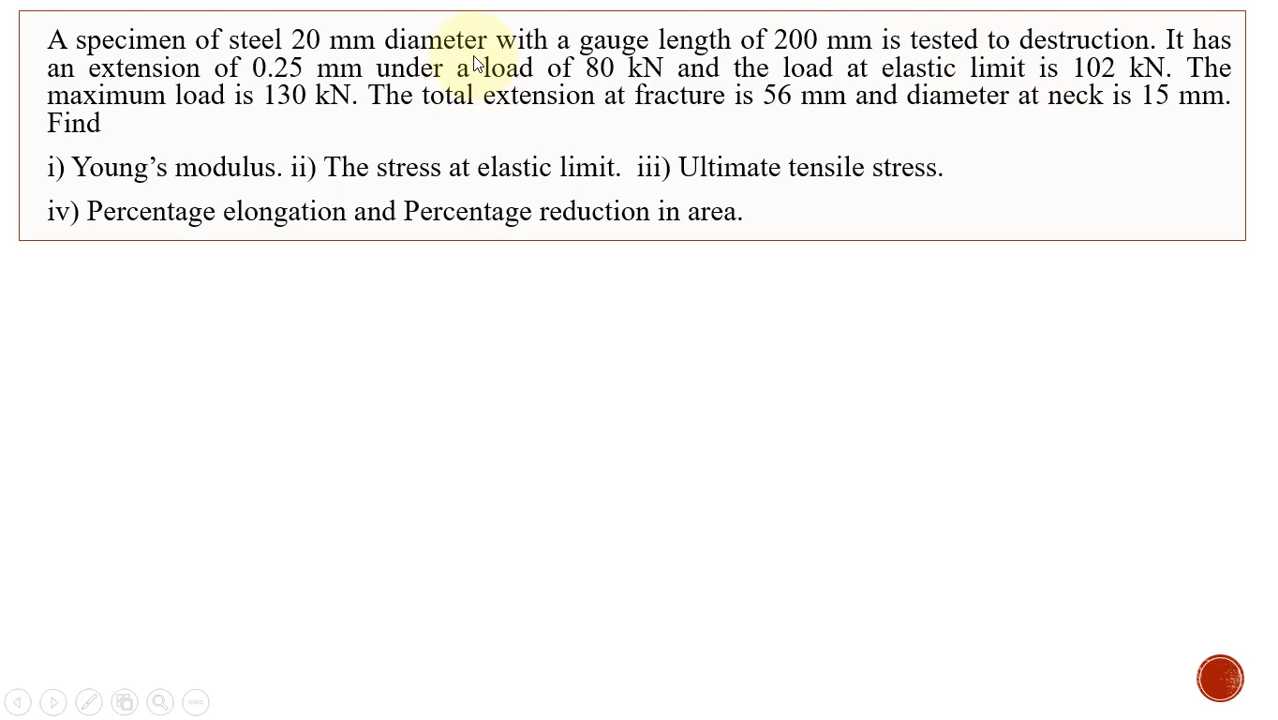 A specimen of steel 20 mm diameter with a gauge length of 200 mm is tested to destruction. It has
an extension of 0.25 mm under a load of 80 kN and the load at elastic limit is 102 kN. The
maximum load is 130 kN. The total extension at fracture is 56 mm and diameter at neck is 15 mm.
Find
i) Young’s modulus. ii) The stress at elastic limit.  iii) Ultimate tensile stress.
iv) Percentage elongation and Percentage reduction in area.